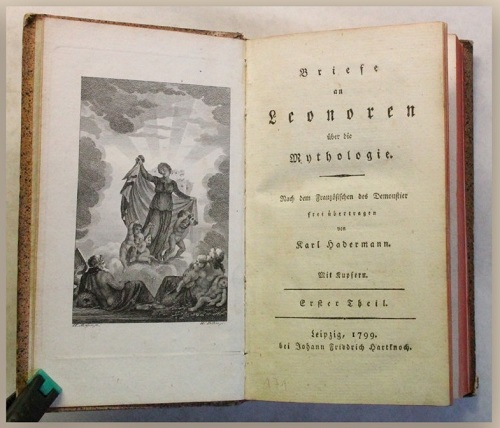 Briefe
an
Leonoren
über die
Mythologie.
Nach dem Französischen des Demoustier
frei übertragen
von
Karl Hadermann.
Mit Kupfern.
Erster Theil.
Leipzig, 1799.
bei Johann Friedrich Hartknoch.